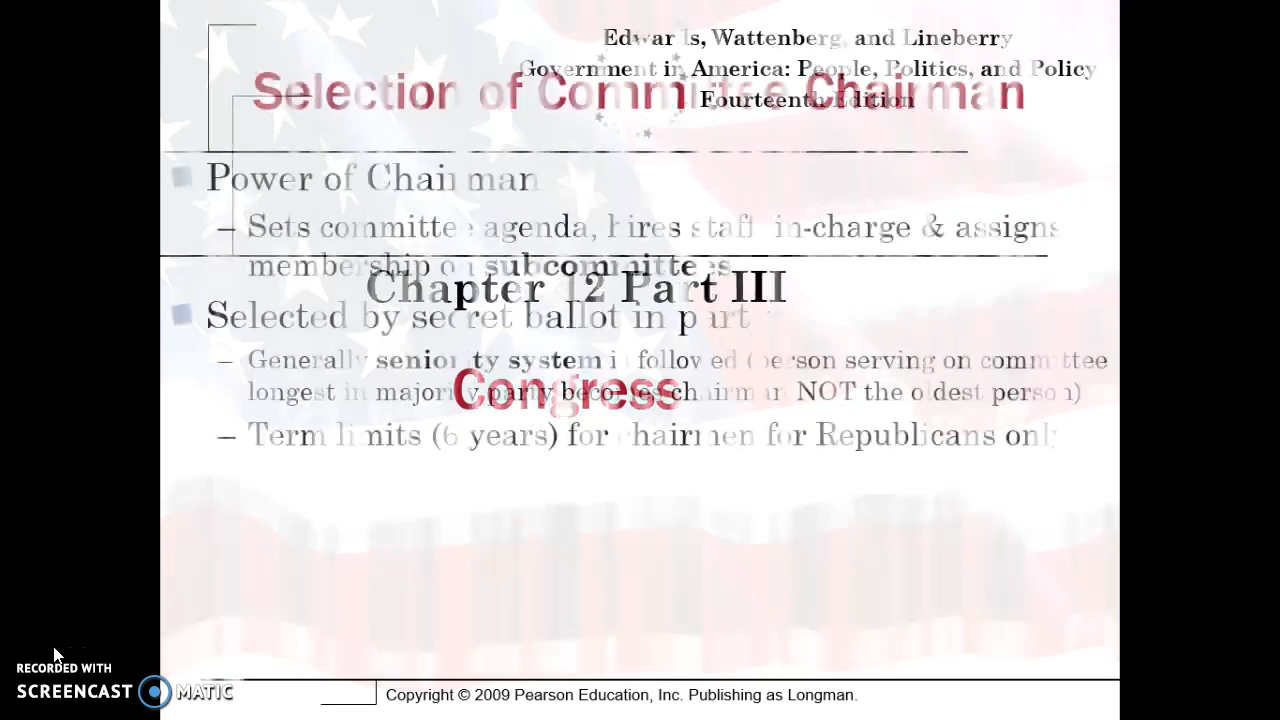 Edwards, Wattenberg, and Lineberry
Government in America: People, Politics, and Policy
Fourteenth Edition
Selection of Committee Chairman
Power of Chairman
– Sets committee agenda, hires staff in-charge & assigns
membership on subcommittees
Chapter 12 Part III
Selected by secret ballot in party
– Generally seniority system is followed (person serving on committee
longest in majority party becomes chairman NOT the oldest person)
Congress
– Term limits (6 years) for chairmen for Republicans only
RECORDED WITH
SCREENCAST MATIC
Copyright © 2009 Pearson Education, Inc. Publishing as Longman.